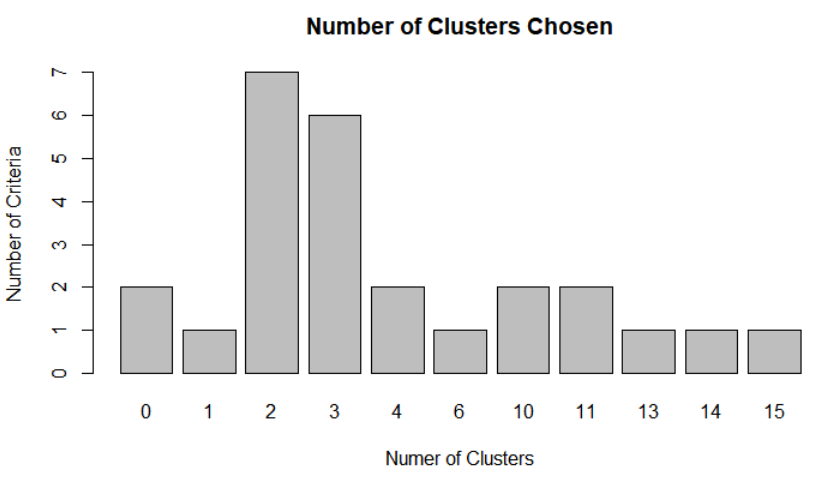 Number of Clusters Chosen
Number of Criteria
7
6
5
4
3
2
1
0
0 1 2 3 4 6 10 11 13 14 15
Numer of Clusters